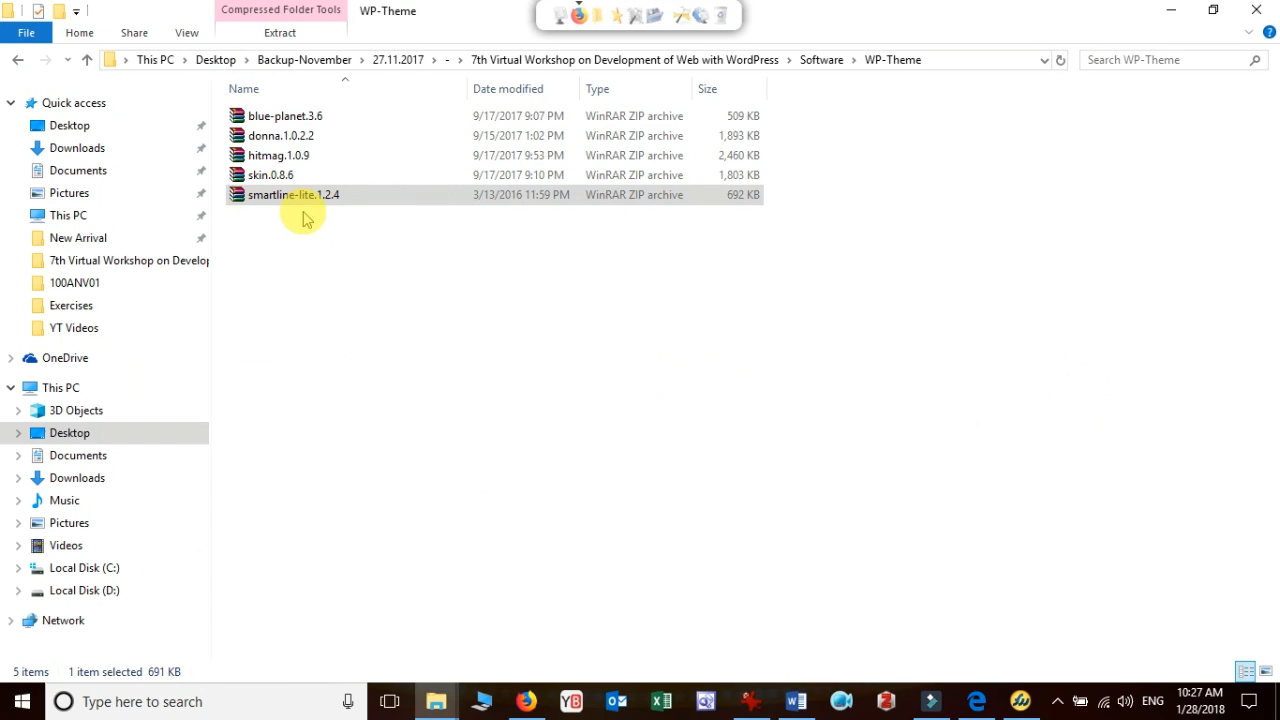 Compressed Folder Tools WP-Theme
File Home Share View Extract
This PC Desktop Backup-November 27.11.2017 - 7th Virtual Workshop on Development of Web with WordPress Software WP-Theme Search WP-Theme
Name Date modified Type Size
blue-planet.3.6 9/17/2017 9:07 PM WinRAR ZIP archive 509 KB
donna.1.0.2.2 9/15/2017 1:02 PM WinRAR ZIP archive 1,893 KB
hitmag.1.0.9 9/17/2017 9:53 PM WinRAR ZIP archive 2,460 KB
skin.0.8.6 9/17/2017 9:10 PM WinRAR ZIP archive 1,803 KB
smartline-lite.1.2.4 3/13/2016 11:59 PM WinRAR ZIP archive 692 KB
Quick access
Desktop
Downloads
Documents
Pictures
This PC
New Arrival
7th Virtual Workshop on Develop
100ANV01
Exercises
YT Videos
OneDrive
This PC
3D Objects
Desktop
Documents
Downloads
Music
Pictures
Videos
Local Disk (C:)
Local Disk (D:)
Network
5 items 1 item selected 691 KB
Type here to search
ENG
10:27 AM
1/28/2018